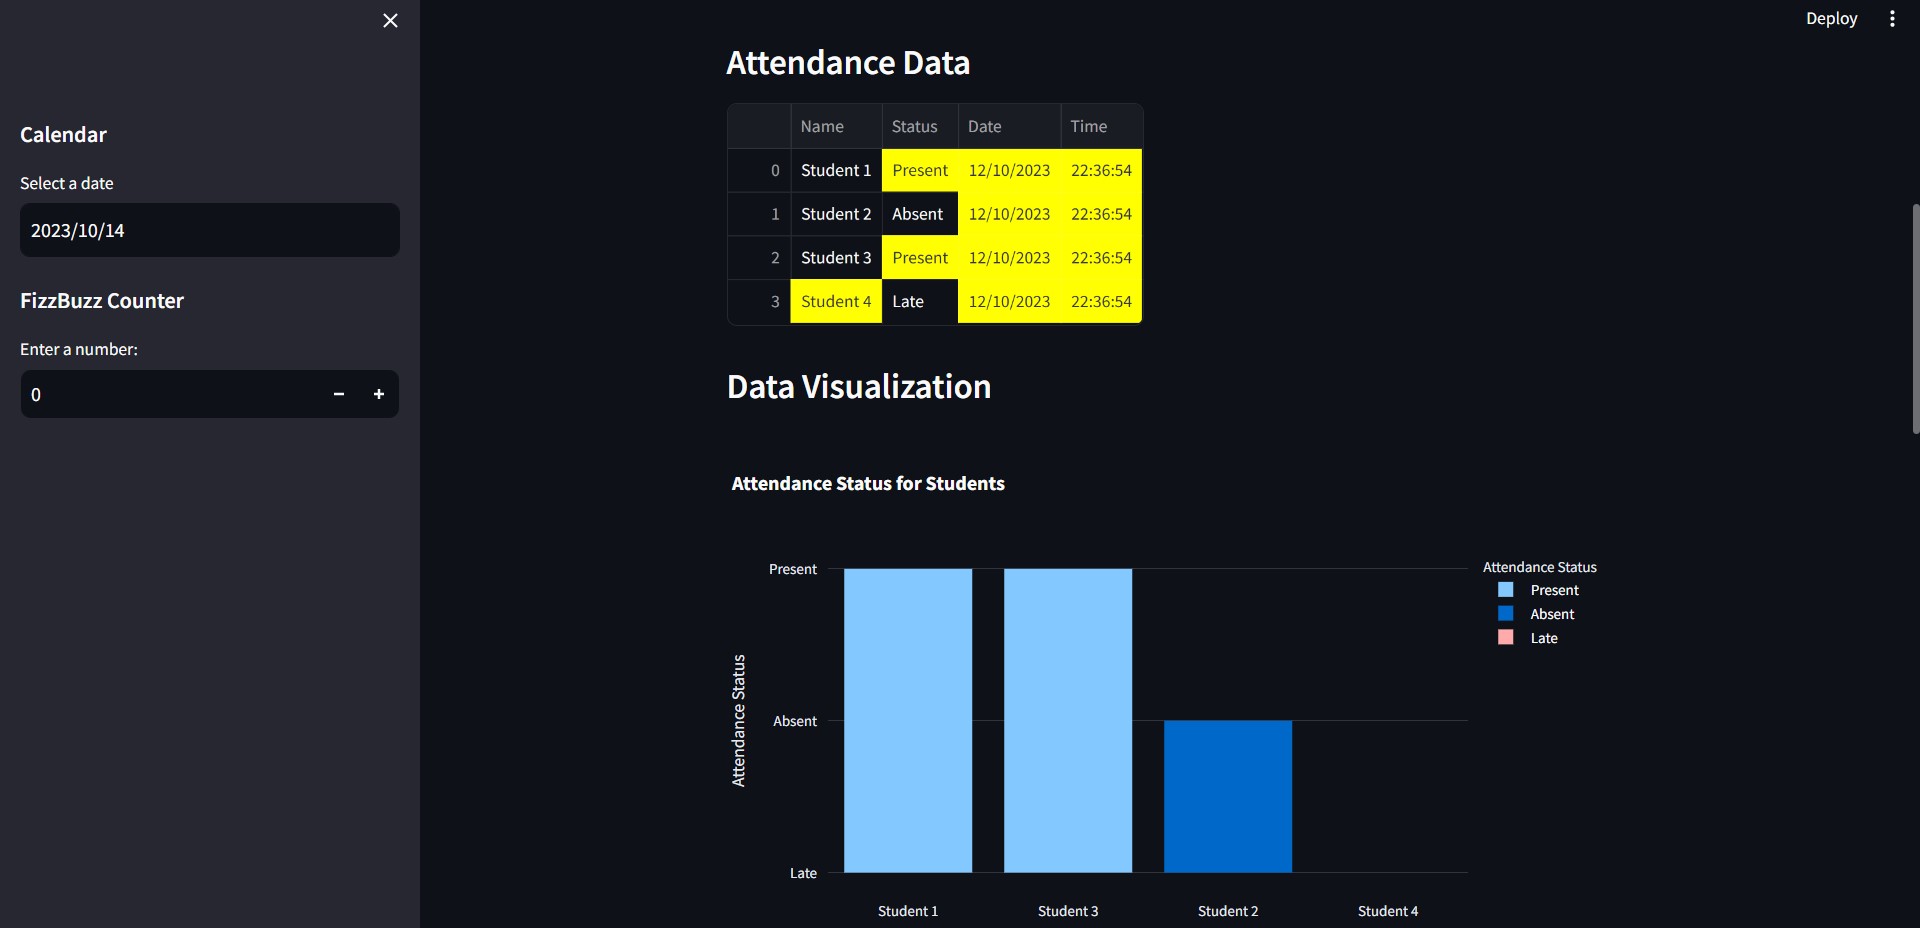 Deploy
Calendar
Select a date
2023/10/14
FizzBuzz Counter
Enter a number:
0
Attendance Data
Name Status Date Time
0 Student 1 Present 12/10/2023 22:36:54
1 Student 2 Absent 12/10/2023 22:36:54
2 Student 3 Present 12/10/2023 22:36:54
3 Student 4 Late 12/10/2023 22:36:54
Data Visualization
Attendance Status for Students
Present
Absent
Late
Attendance Status
Student 1 Student 3 Student 2 Student 4
Attendance Status
Present
Absent
Late